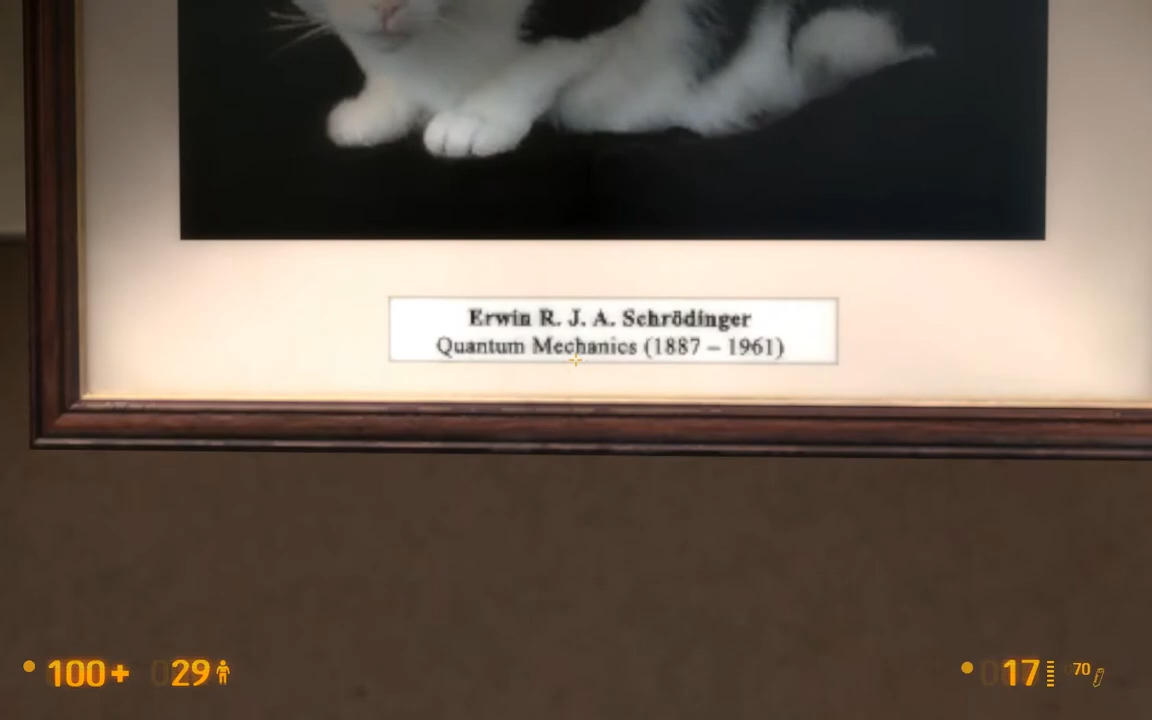 Erwin R. J. A. Schrödinger
Quantum Mechanics (1887 – 1961)
100+ 29
17 70